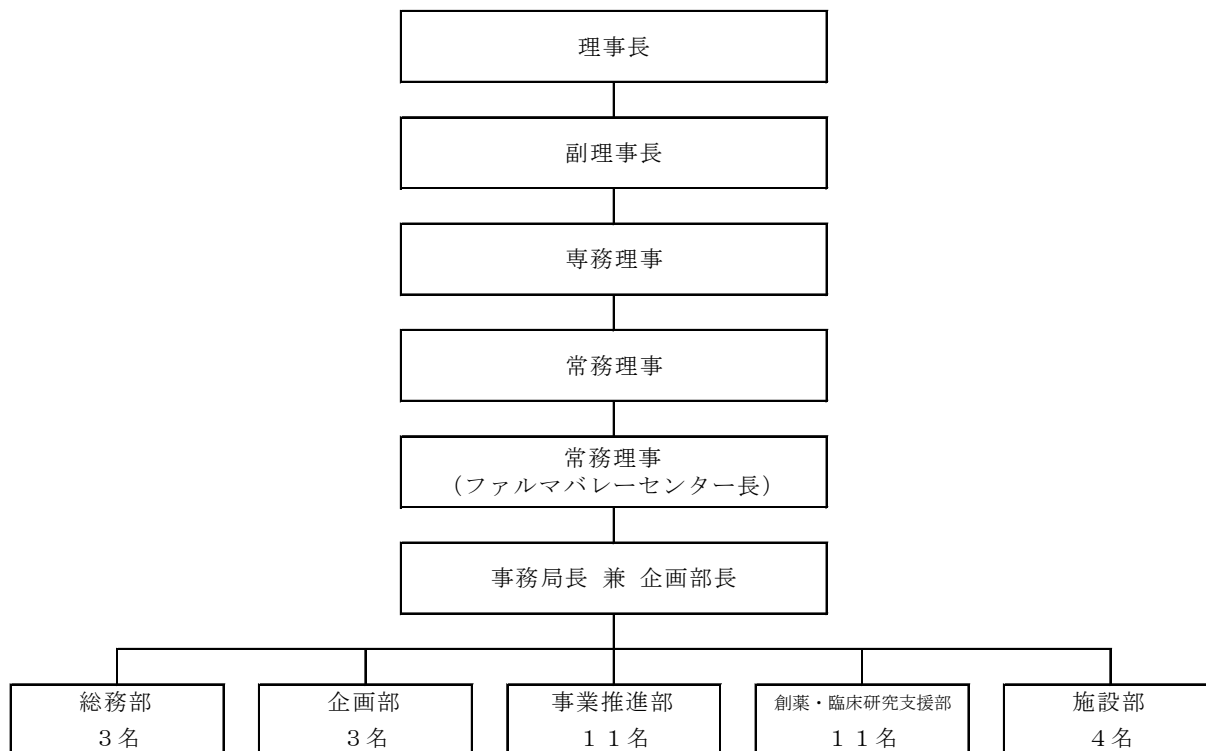 理事長
副理事長
専務理事
常務理事
常務理事
（ファルマバレーセンター長）
事務局長 兼 企画部長
総務部
３名
企画部
３名
事業推進部
１１名
創薬・臨床研究支援部
１１名
施設部
４名